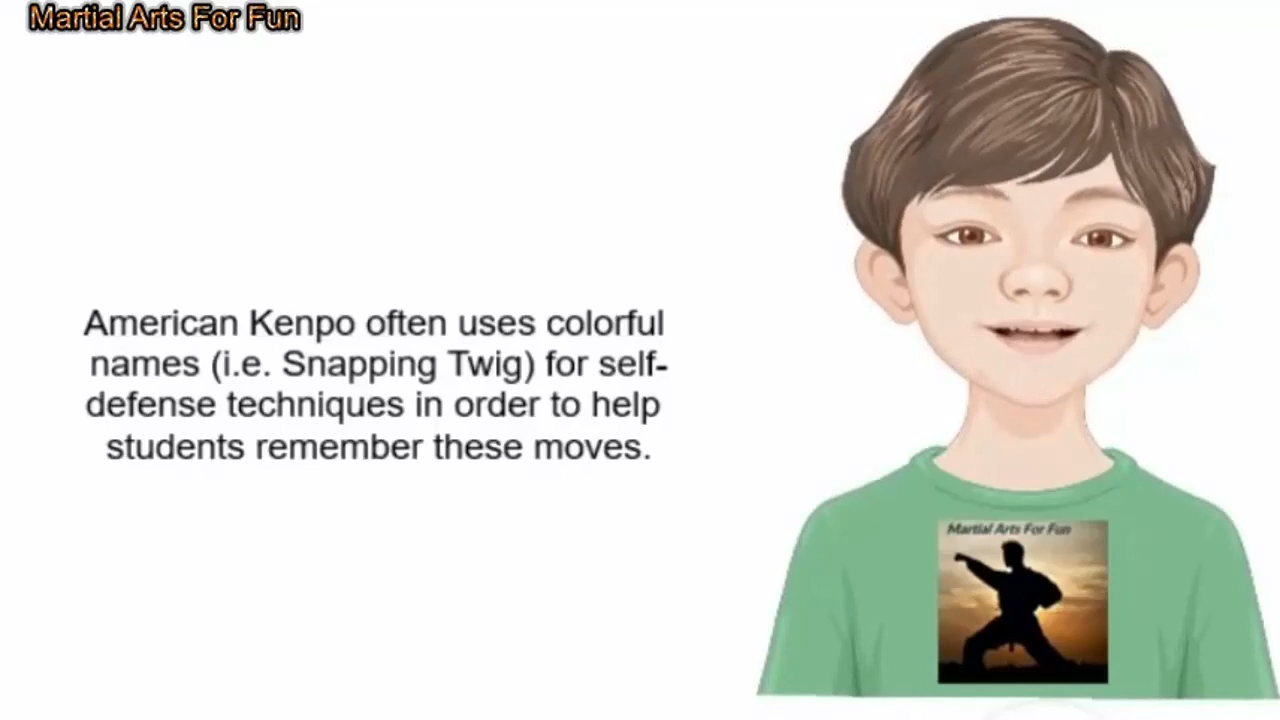 Martial Arts For Fun
American Kenpo often uses colorful
names (i.e. Snapping Twig) for self-
defense techniques in order to help
students remember these moves.
Martial Arts For Fun